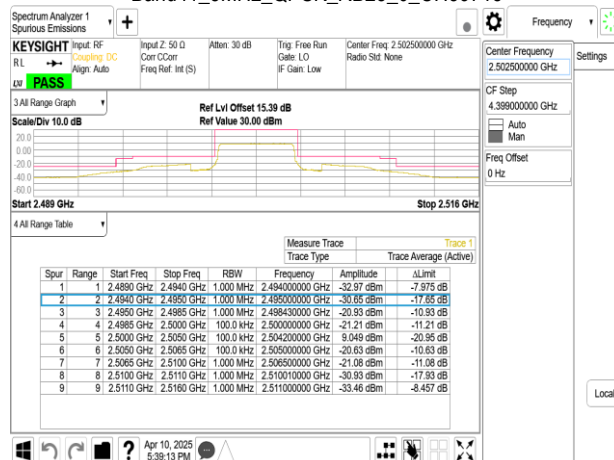 Spectrum Analyzer 1
Spurious Emissions
Frequency
Settings
KEYSIGHT
RL
LXI
PASS
Input: RF
Coupling: DC
Align: Auto
Input Z: 50 Ω
Corr CCorr
Freq Ref: Int (S)
Atten: 30 dB
Trig: Free Run
Gate: LO
IF Gain: Low
Center Freq: 2.502500000 GHz
Radio Std: None
Center Frequency
2.502500000 GHz
CF Step
4.399000000 GHz
Auto
Man
Freq Offset
0 Hz
Local
3 All Range Graph
Scale/Div 10.0 dB
Ref Lvl Offset 15.39 dB
Ref Value 30.00 dBm
20.0
0.00
-20.0
-40.0
-60.0
Start 2.489 GHz
Stop 2.516 GHz
4 All Range Table
Measure Trace Trace 1
Trace Type Trace Average (Active)
Spur Range Start Freq Stop Freq RBW Frequency Amplitude ΔLimit
1 1 2.4890 GHz 2.4940 GHz 1.000 MHz 2.494000000 GHz -32.97 dBm -7.975 dB
2 2 2.4940 GHz 2.4950 GHz 1.000 MHz 2.495000000 GHz -30.65 dBm -17.65 dB
3 3 2.4950 GHz 2.4985 GHz 1.000 MHz 2.498430000 GHz -20.93 dBm -10.93 dB
4 4 2.4985 GHz 2.5000 GHz 100.0 kHz 2.500000000 GHz -21.21 dBm -11.21 dB
5 5 2.5000 GHz 2.5050 GHz 100.0 kHz 2.504200000 GHz 9.049 dBm -20.95 dB
6 6 2.5050 GHz 2.5065 GHz 100.0 kHz 2.505000000 GHz -20.63 dBm -10.63 dB
7 7 2.5065 GHz 2.5100 GHz 1.000 MHz 2.506500000 GHz -21.08 dBm -11.08 dB
8 8 2.5100 GHz 2.5110 GHz 1.000 MHz 2.510010000 GHz -30.93 dBm -17.93 dB
9 9 2.5110 GHz 2.5160 GHz 1.000 MHz 2.511000000 GHz -33.46 dBm -8.457 dB
Apr 10, 2025
5:39:13 PM